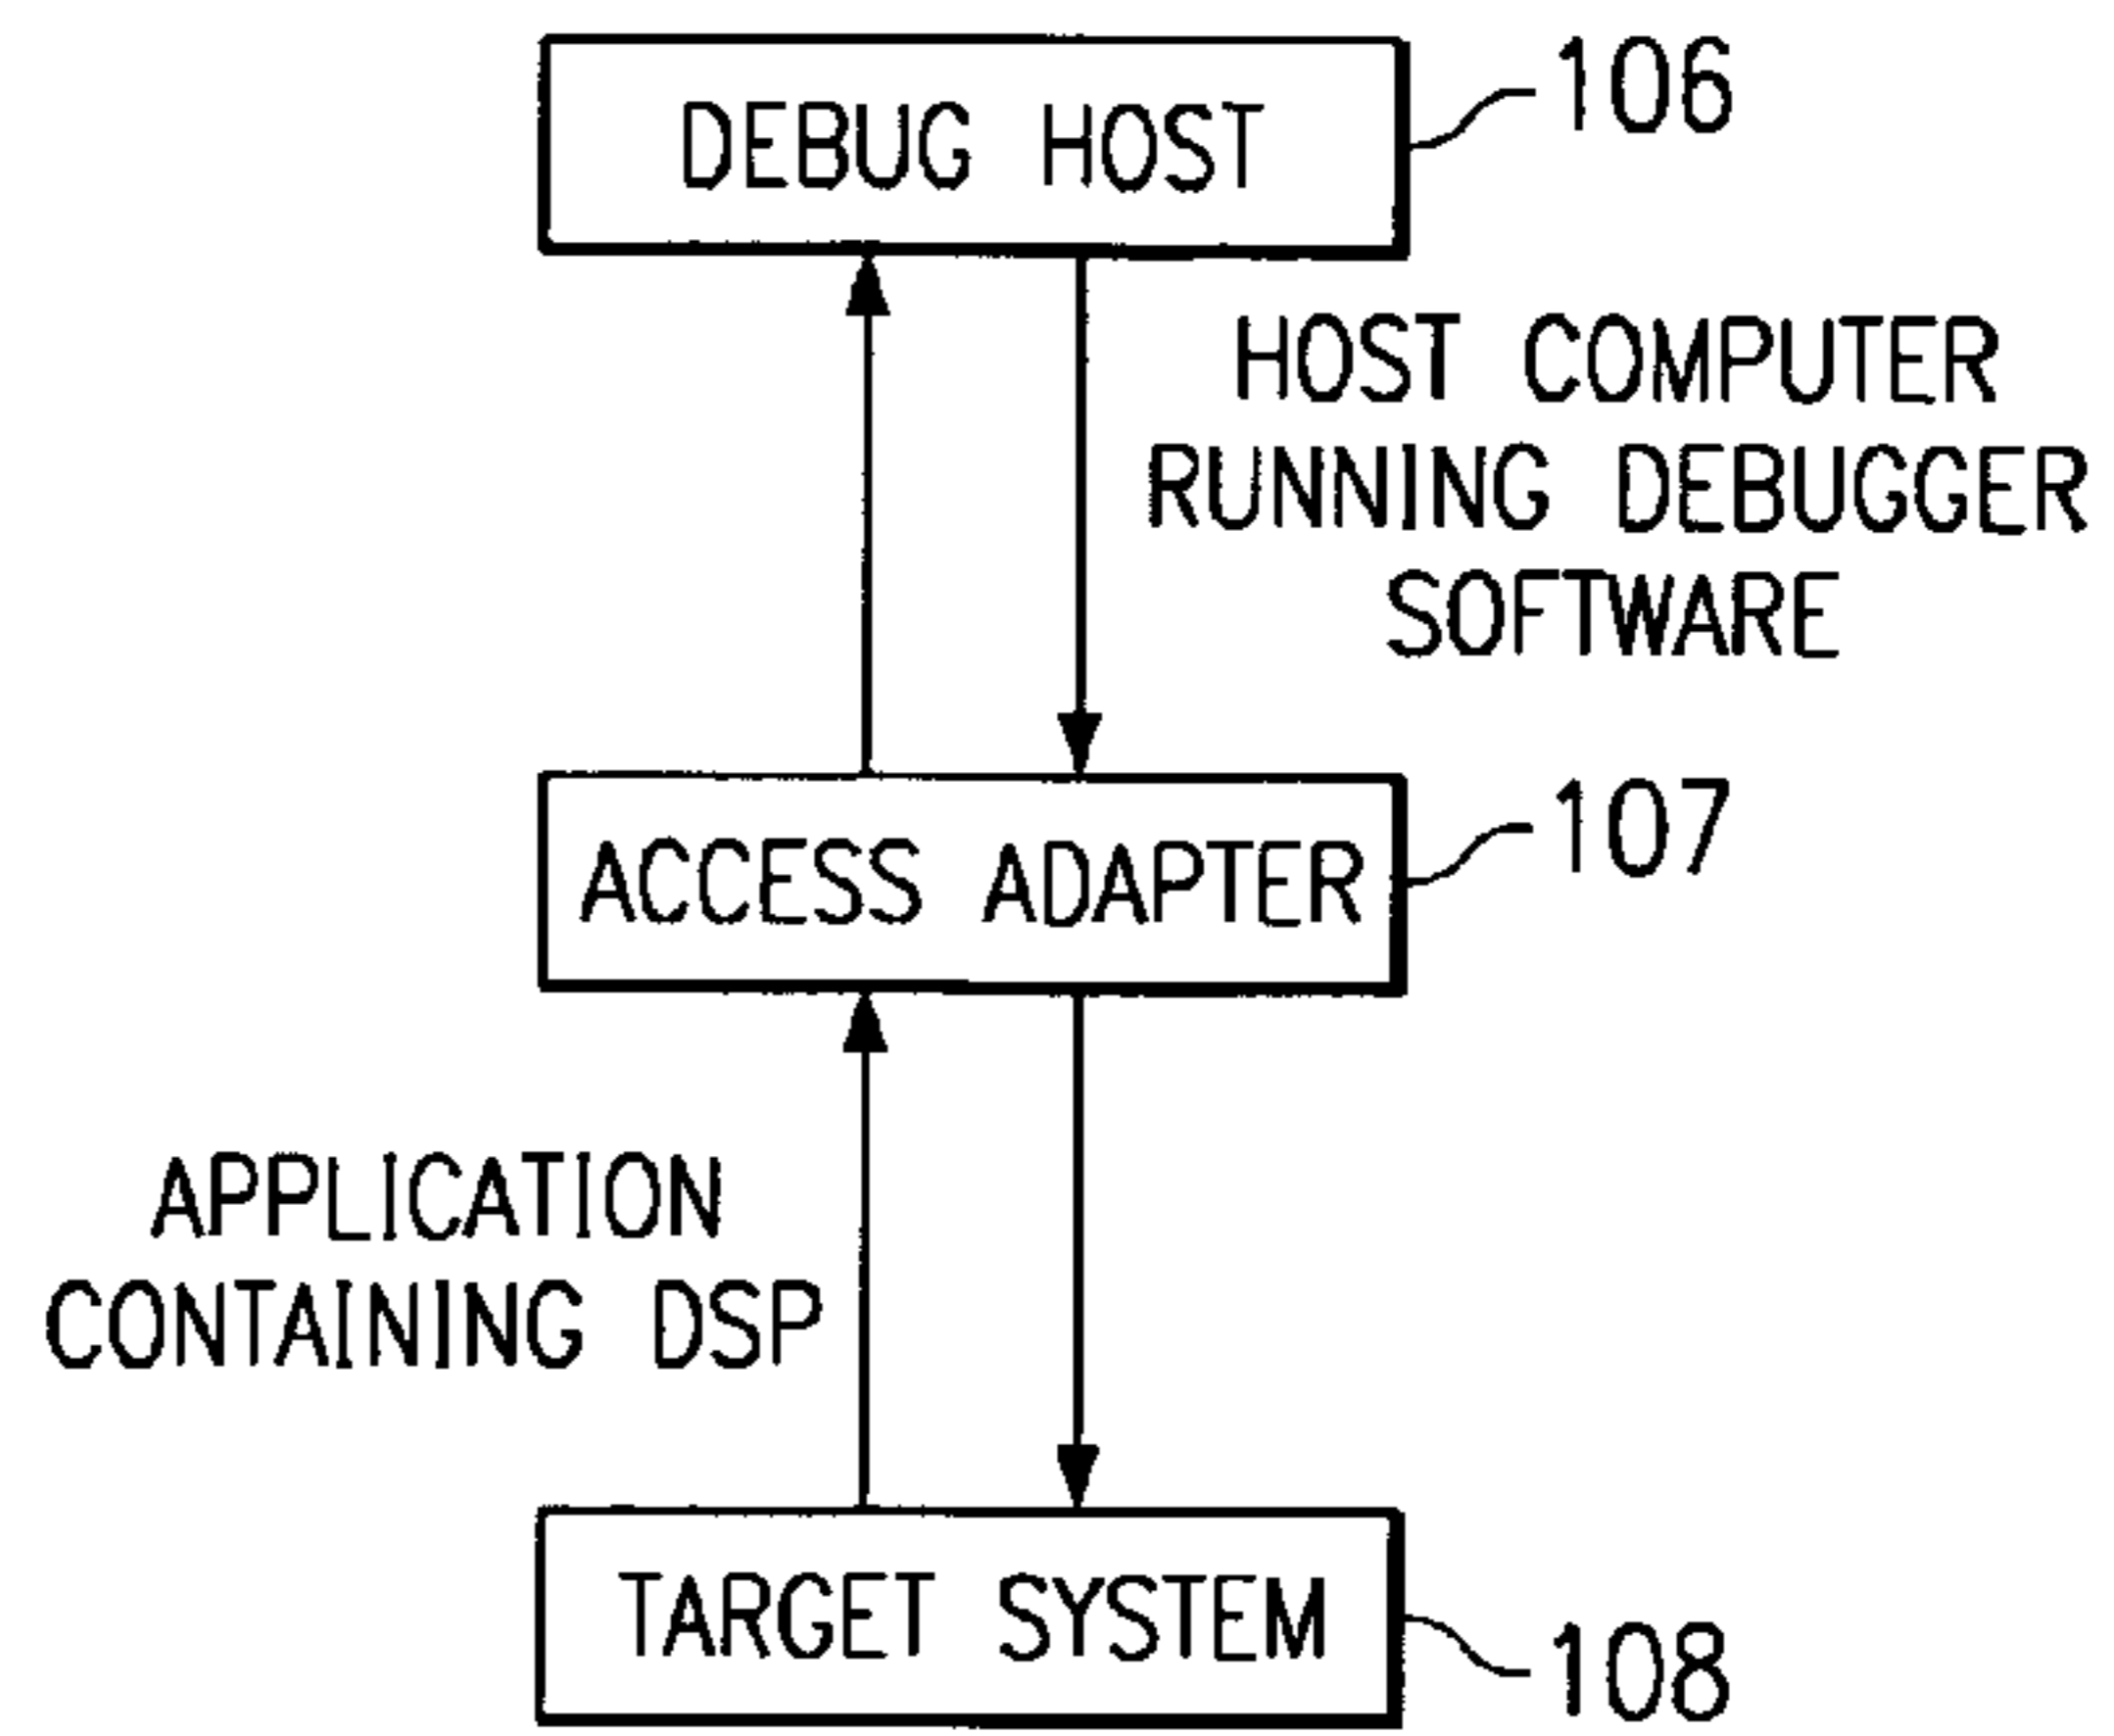 DEBUG HOST
106
HOST COMPUTER
RUNNING DEBUGGER
SOFTWARE
ACCESS ADAPTER
107
APPLICATION
CONTAINING DSP
TARGET SYSTEM
108